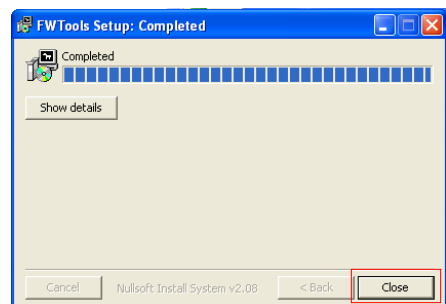 FWTools Setup: Completed
Completed
Show details
Cancel
Nullsoft Install System v2.08
< Back
Close